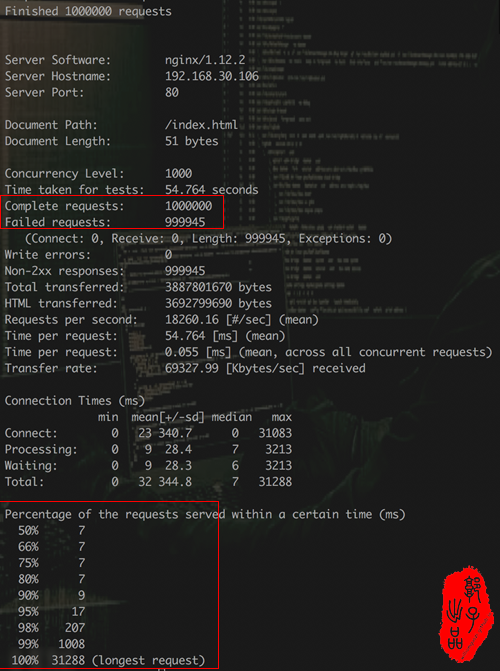 Finished 1000000 requests
Server Software: nginx/1.12.2
Server Hostname: 192.168.30.106
Server Port: 80
Document Path: /index.html
Document Length: 51 bytes
Concurrency Level: 1000
Time taken for tests: 54.764 seconds
Complete requests: 1000000
Failed requests: 999945
(Connect: 0, Receive: 0, Length: 999945, Exceptions: 0)
Write errors: 0
Non-2xx responses: 999945
Total transferred: 3887801670 bytes
HTML transferred: 3692799690 bytes
Requests per second: 18260.16 [#/sec] (mean)
Time per request: 54.764 [ms] (mean)
Time per request: 0.055 [ms] (mean, across all concurrent requests)
Transfer rate: 69327.99 [Kbytes/sec] received
Connection Times (ms)
min mean[+/-sd] median max
Connect: 0 23 340.7 0 31083
Processing: 0 9 28.4 7 3213
Waiting: 0 9 28.3 6 3213
Total: 0 32 344.8 7 31288
Percentage of the requests served within a certain time (ms)
50% 7
66% 7
75% 7
80% 7
90% 9
95% 17
98% 207
99% 1008
100% 31288 (longest request)
郭子出品